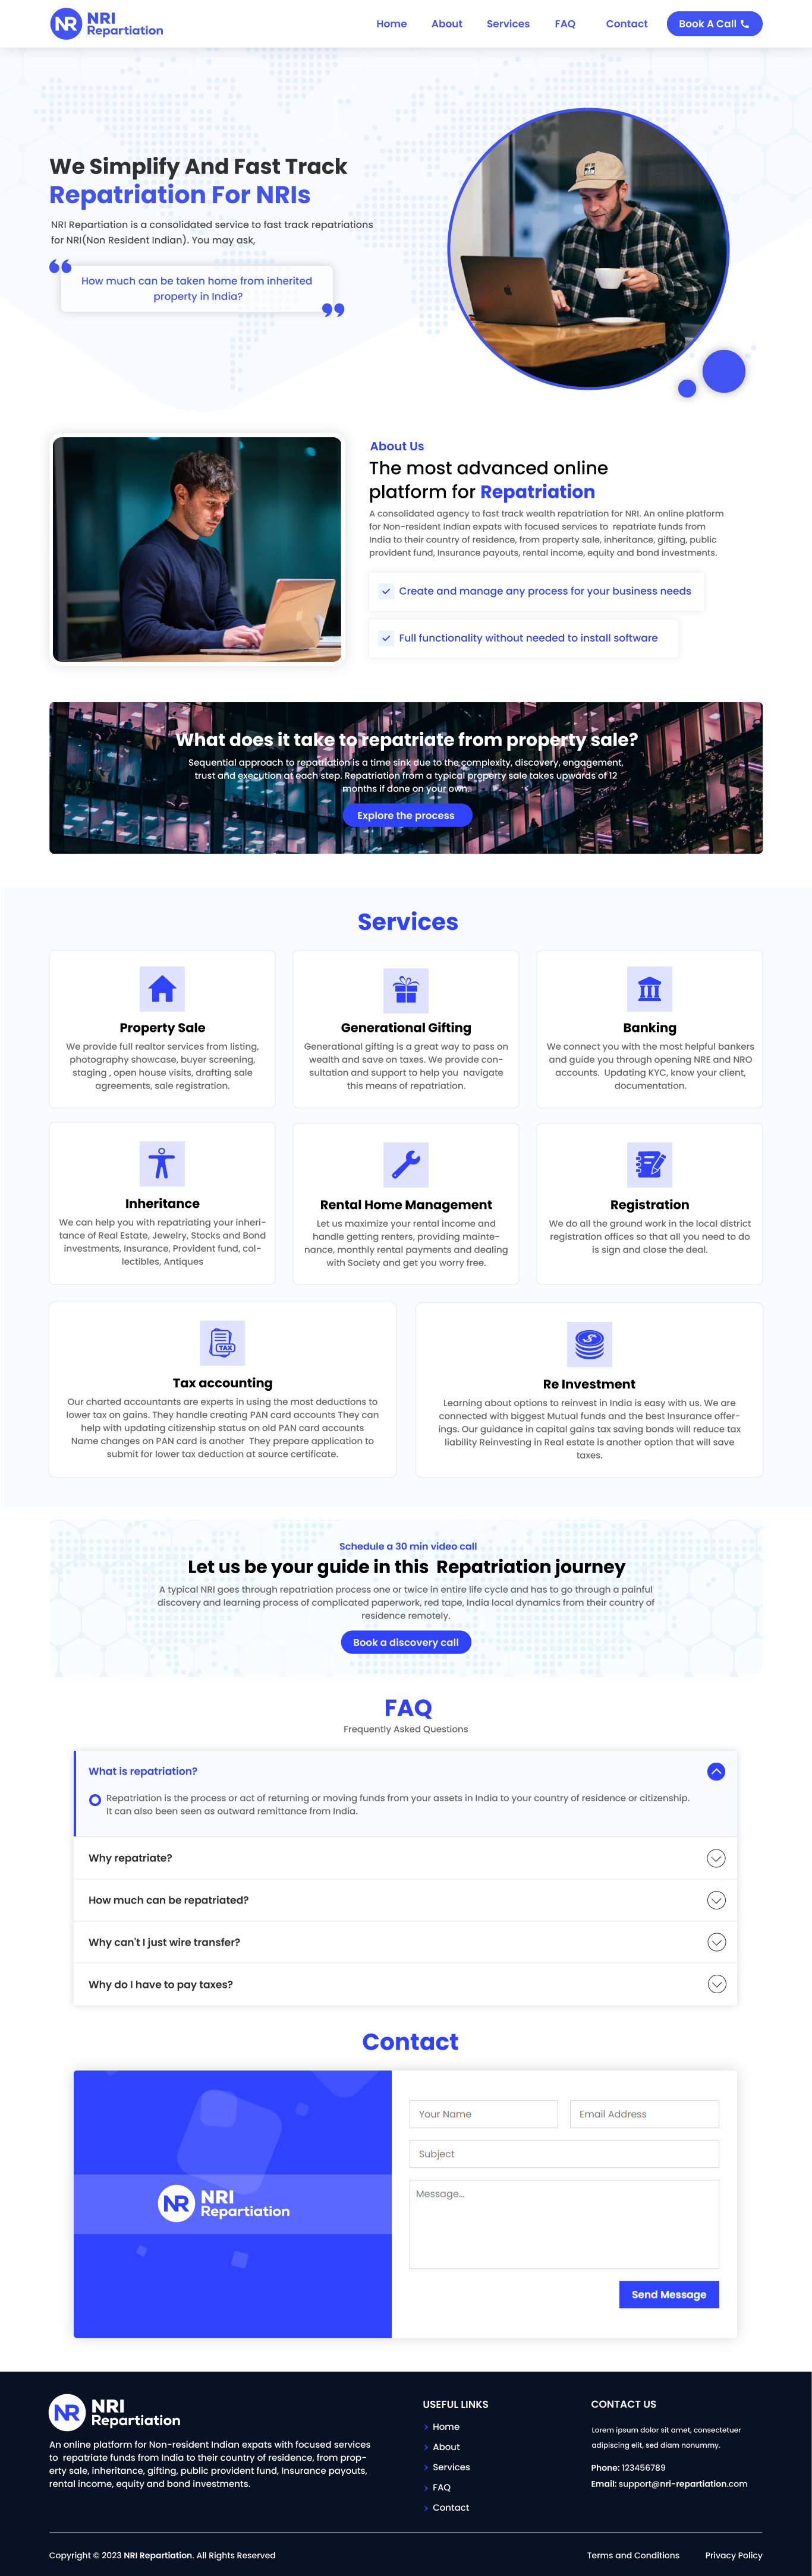 NR NRI
Repartiation
Home About Services FAQ Contact Book A Call
We Simplify And Fast Track
Repatriation For NRIs
NRI Repartiation is a consolidated service to fast track repatriations
for NRI(Non Resident Indian). You may ask,
How much can be taken home from inherited
property in India?
About Us
The most advanced online
platform for Repatriation
A consolidated agency to fast track wealth repatriation for NRI. An online platform
for Non-resident Indian expats with focused services to repatriate funds from
India to their country of residence, from property sale, inheritance, gifting, public
provident fund, Insurance payouts, rental income, equity and bond investments.
Create and manage any process for your business needs
Full functionality without needed to install software
What does it take to repatriate from property sale?
Sequential approach to repatriation is a time sink due to the complexity, discovery, engagement,
trust and execution at each step. Repatriation from a typical property sale takes upwards of 12
months if done on your own.
Explore the process
Services
Property Sale
We provide full realtor services from listing,
photography showcase, buyer screening,
staging , open house visits, drafting sale
agreements, sale registration.
Generational Gifting
Generational gifting is a great way to pass on
wealth and save on taxes. We provide con-
sultation and support to help you navigate
this means of repatriation.
Banking
We connect you with the most helpful bankers
and guide you through opening NRE and NRO
accounts. Updating KYC, know your client,
documentation.
Inheritance
We can help you with repatriating your inheri-
tance of Real Estate, Jewelry, Stocks and Bond
investments, Insurance, Provident fund, col-
lectibles, Antiques
Rental Home Management
Let us maximize your rental income and
handle getting renters, providing mainte-
nance, monthly rental payments and dealing
with Society and get you worry free.
Registration
We do all the ground work in the local district
registration offices so that all you need to do
is sign and close the deal.
TAX
Tax accounting
Our charted accountants are experts in using the most deductions to
lower tax on gains. They handle creating PAN card accounts They can
help with updating citizenship status on old PAN card accounts
Name changes on PAN card is another They prepare application to
submit for lower tax deduction at source certificate.
Re Investment
Learning about options to reinvest in India is easy with us. We are
connected with biggest Mutual funds and the best Insurance offer-
ings. Our guidance in capital gains tax saving bonds will reduce tax
liability Reinvesting in Real estate is another option that will save
taxes.
Schedule a 30 min video call
Let us be your guide in this Repatriation journey
A typical NRI goes through repatriation process one or twice in entire life cycle and has to go through a painful
discovery and learning process of complicated paperwork, red tape, India local dynamics from their country of
residence remotely.
Book a discovery call
FAQ
Frequently Asked Questions
What is repatriation?
Repatriation is the process or act of returning or moving funds from your assets in India to your country of residence or citizenship.
It can also been seen as outward remittance from India.
Why repatriate?
How much can be repatriated?
Why can't I just wire transfer?
Why do I have to pay taxes?
Contact
NR NRI
Repartiation
Your Name Email Address
Subject
Message...
Send Message
NR NRI
Repartiation
An online platform for Non-resident Indian expats with focused services
to repatriate funds from India to their country of residence, from prop-
erty sale, inheritance, gifting, public provident fund, Insurance payouts,
rental income, equity and bond investments.
USEFUL LINKS
Home
About
Services
FAQ
Contact
CONTACT US
Lorem ipsum dolor sit amet, consectetuer
adipiscing elit, sed diam nonummy.
Phone: 123456789
Email: support@nri-repartiation.com
Copyright © 2023 NRI Repartiation. All Rights Reserved
Terms and Conditions Privacy Policy